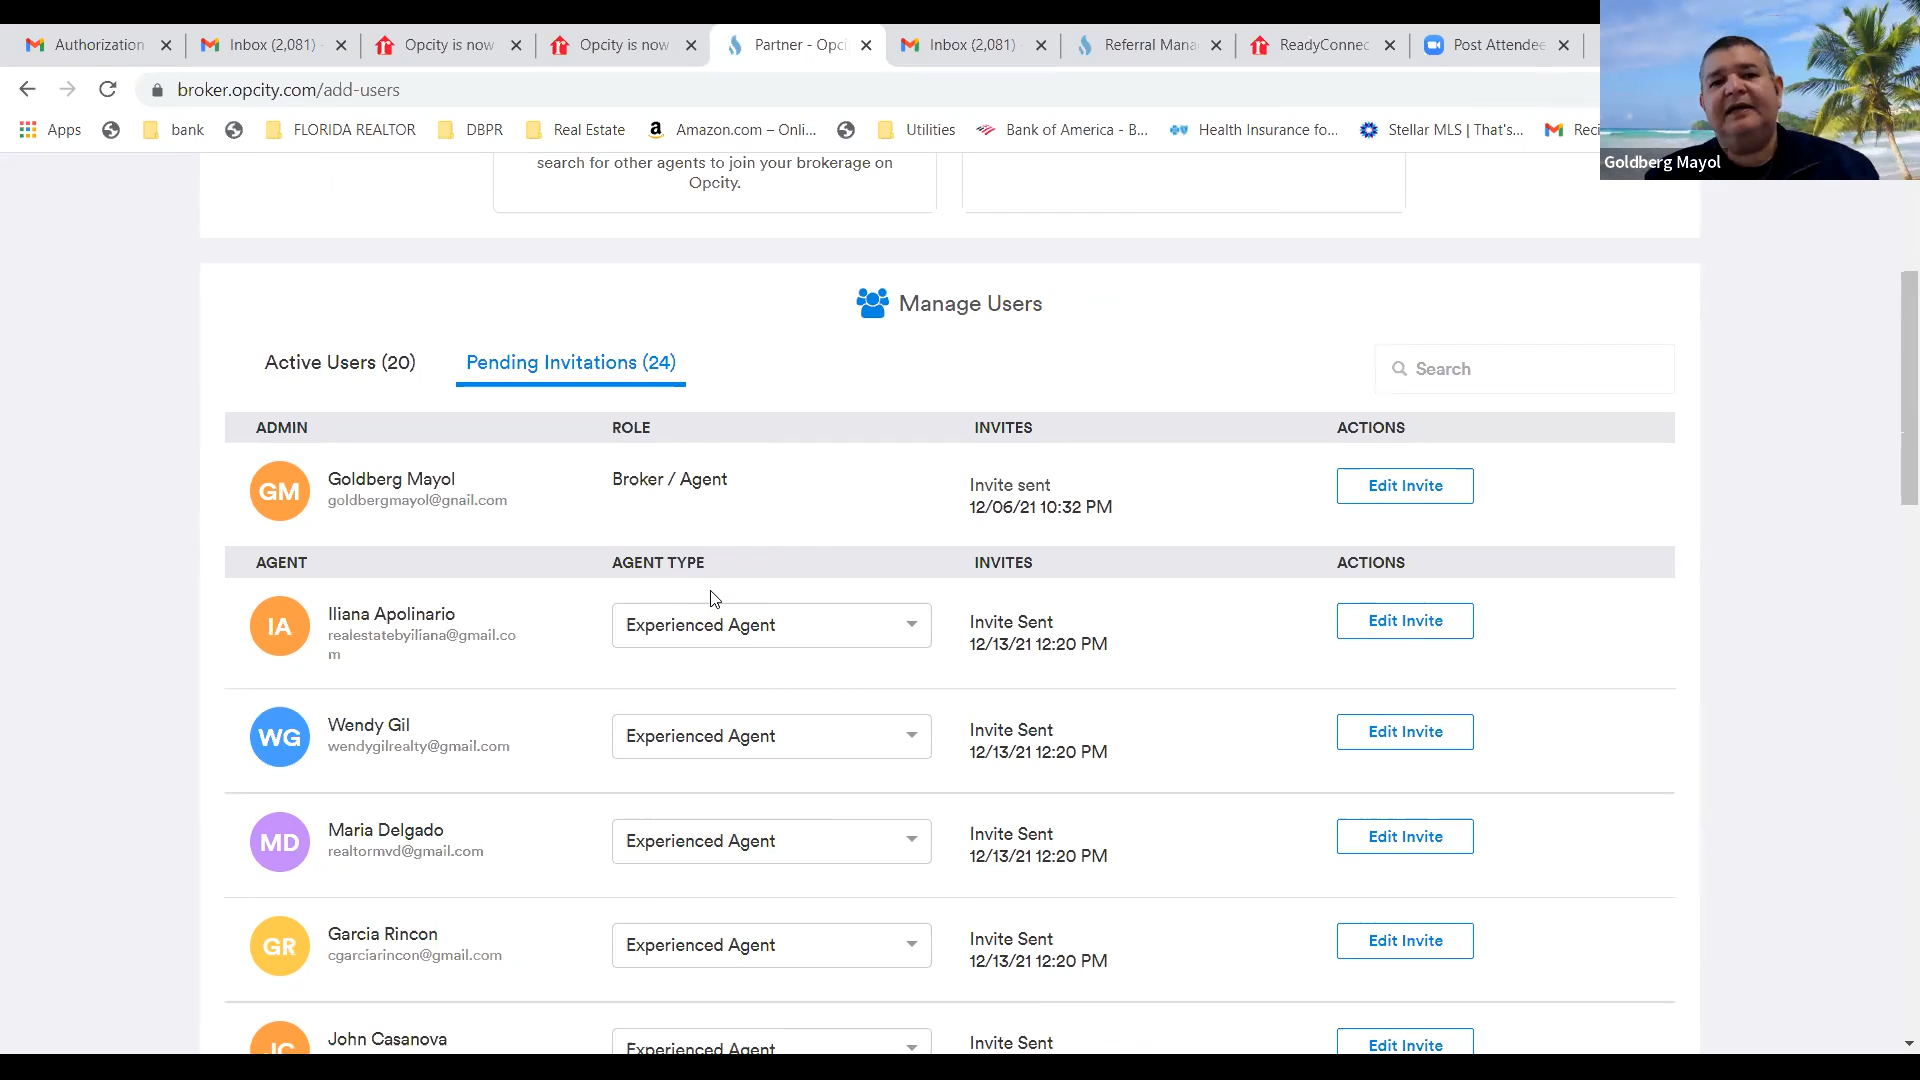 Authorization
Inbox (2,081)
Opcity is now
Opcity is now
Partner - Opci
Inbox (2,081)
Referral Mana
ReadyConnec
Post Attendee
broker.opcity.com/add-users
Apps
bank
FLORIDA REALTOR
DBPR
Real Estate
Amazon.com – Onli...
Utilities
Bank of America - B...
Health Insurance fo...
Stellar MLS | That's...
Reci
Goldberg Mayol
search for other agents to join your brokerage on
Opcity.
Manage Users
Active Users (20)
Pending Invitations (24)
Search
ADMIN ROLE INVITES ACTIONS
GM Goldberg Mayol Broker / Agent Invite sent Edit Invite
goldbergmayol@gnail.com 12/06/21 10:32 PM
AGENT AGENT TYPE INVITES ACTIONS
IA Iliana Apolinario Experienced Agent Invite Sent Edit Invite
realestatebyiliana@gmail.co 12/13/21 12:20 PM
m
WG Wendy Gil Experienced Agent Invite Sent Edit Invite
wendygilrealty@gmail.com 12/13/21 12:20 PM
MD Maria Delgado Experienced Agent Invite Sent Edit Invite
realtormvd@gmail.com 12/13/21 12:20 PM
GR Garcia Rincon Experienced Agent Invite Sent Edit Invite
cgarciarincon@gmail.com 12/13/21 12:20 PM
JC John Casanova Experienced Agent Invite Sent Edit Invite